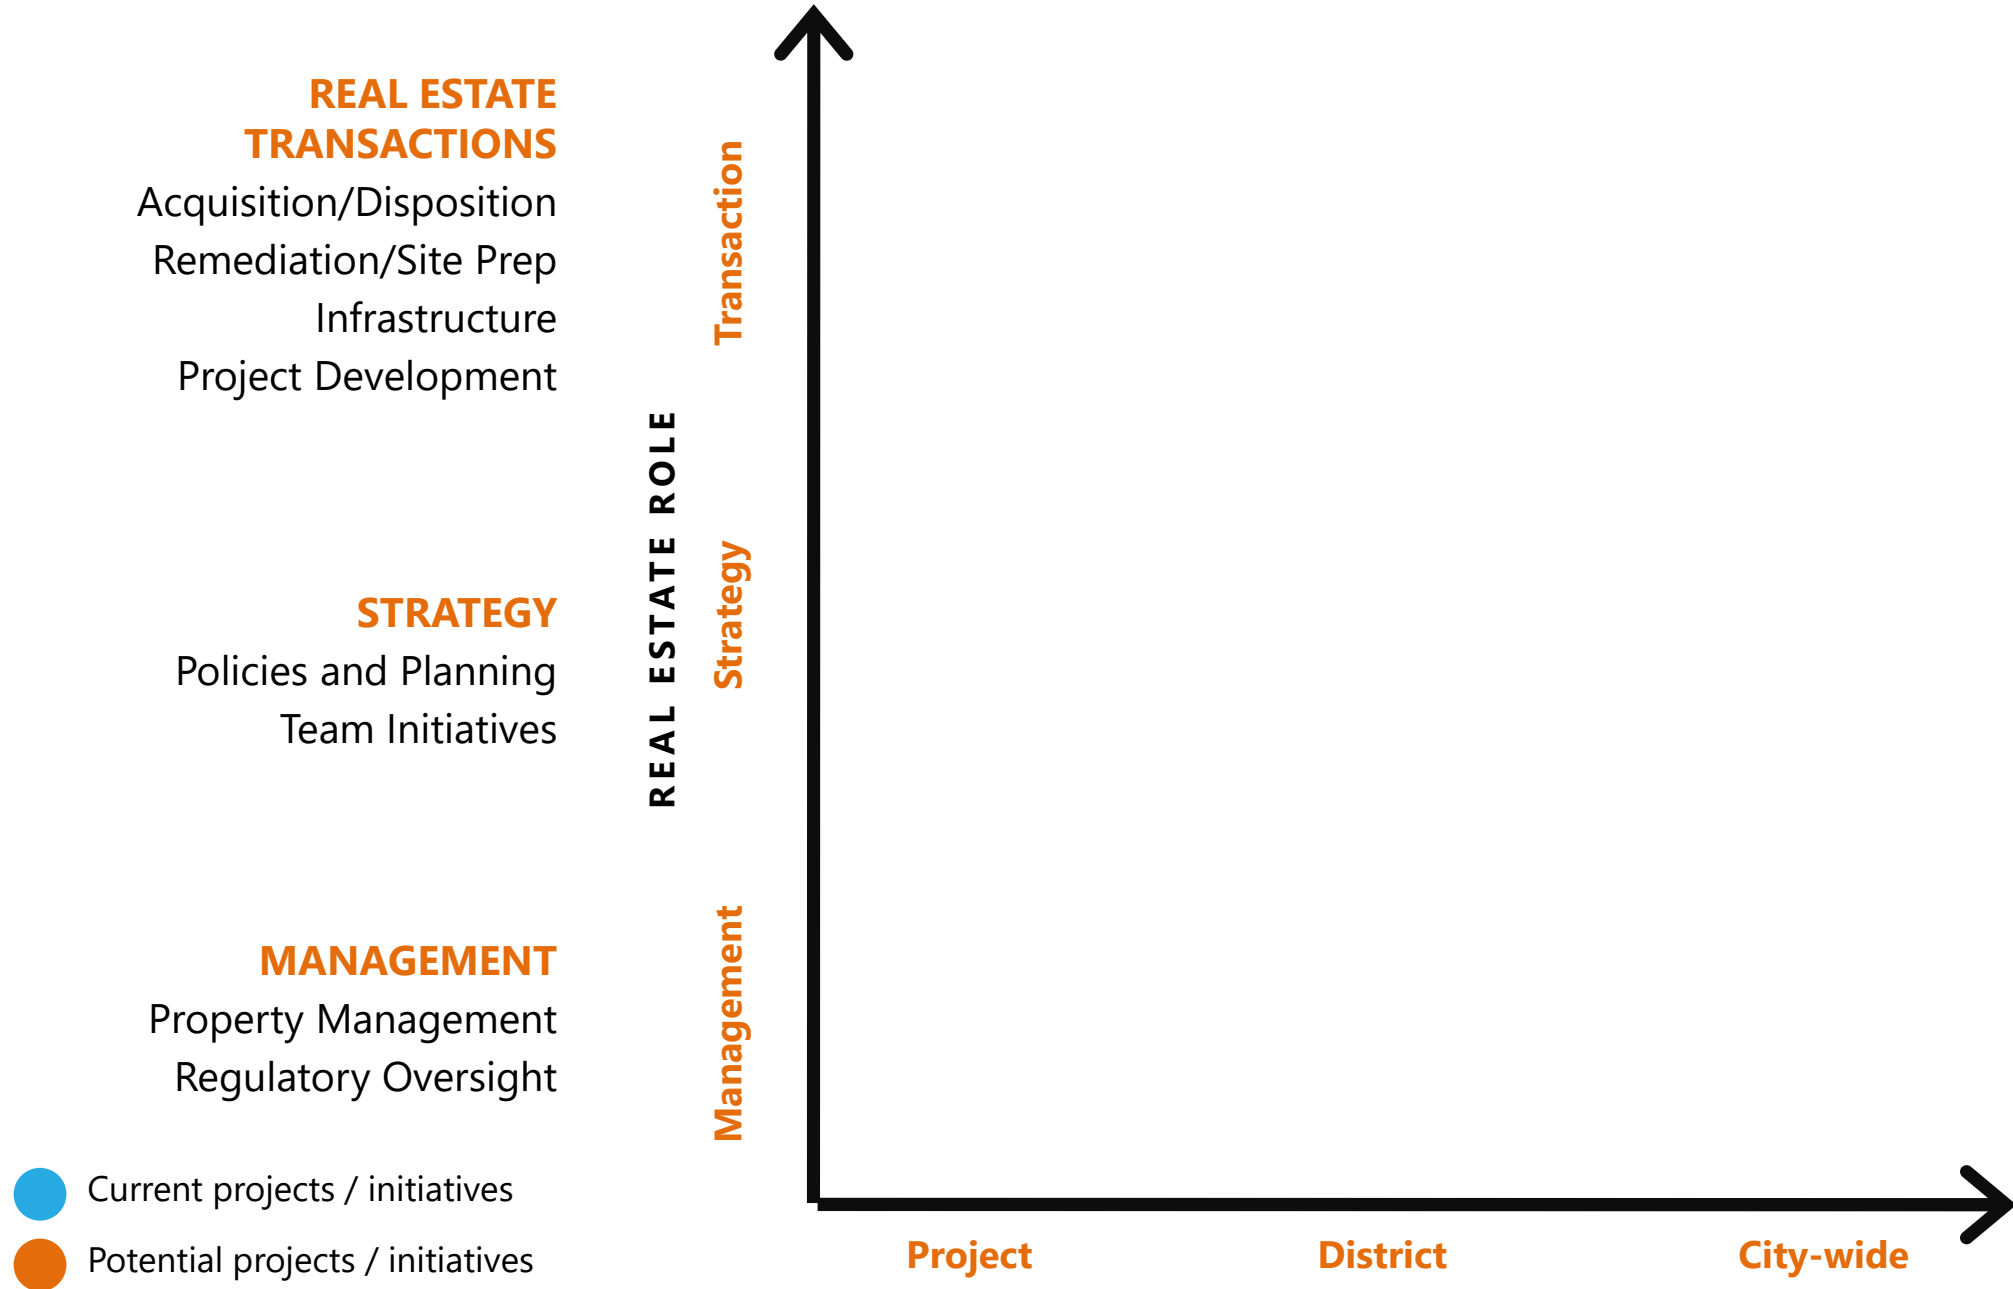 REAL ESTATE
TRANSACTIONS
Acquisition/Disposition
Remediation/Site Prep
Infrastructure
Project Development
STRATEGY
Policies and Planning
Team Initiatives
MANAGEMENT
Property Management
Regulatory Oversight
Current projects / initiatives
Potential projects / initiatives
REAL ESTATE ROLE
Transaction
Strategy
Management
Project
District
City-wide